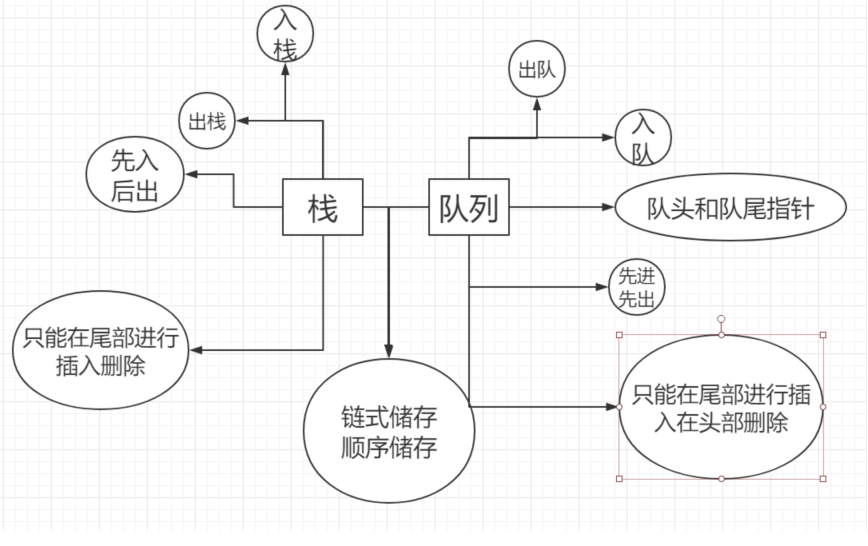 入
栈
出栈
先入
后出
栈
只能在尾部进行
插入删除
链式储存
顺序储存
队列
出队
入
队
队头和队尾指针
先进
先出
只能在尾部进行插
入在头部删除